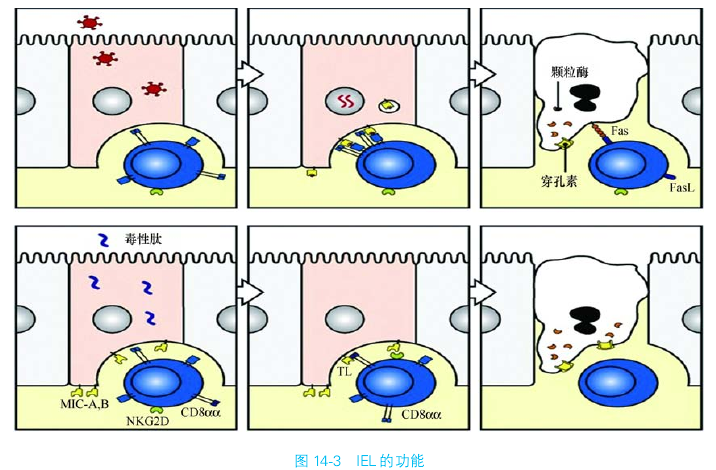 颗粒酶
Fas
穿孔素
FasL
毒性肽
MIC-A,B
NKG2D
CD8αα
TL
CD8αα
图 14-3 IEL 的功能